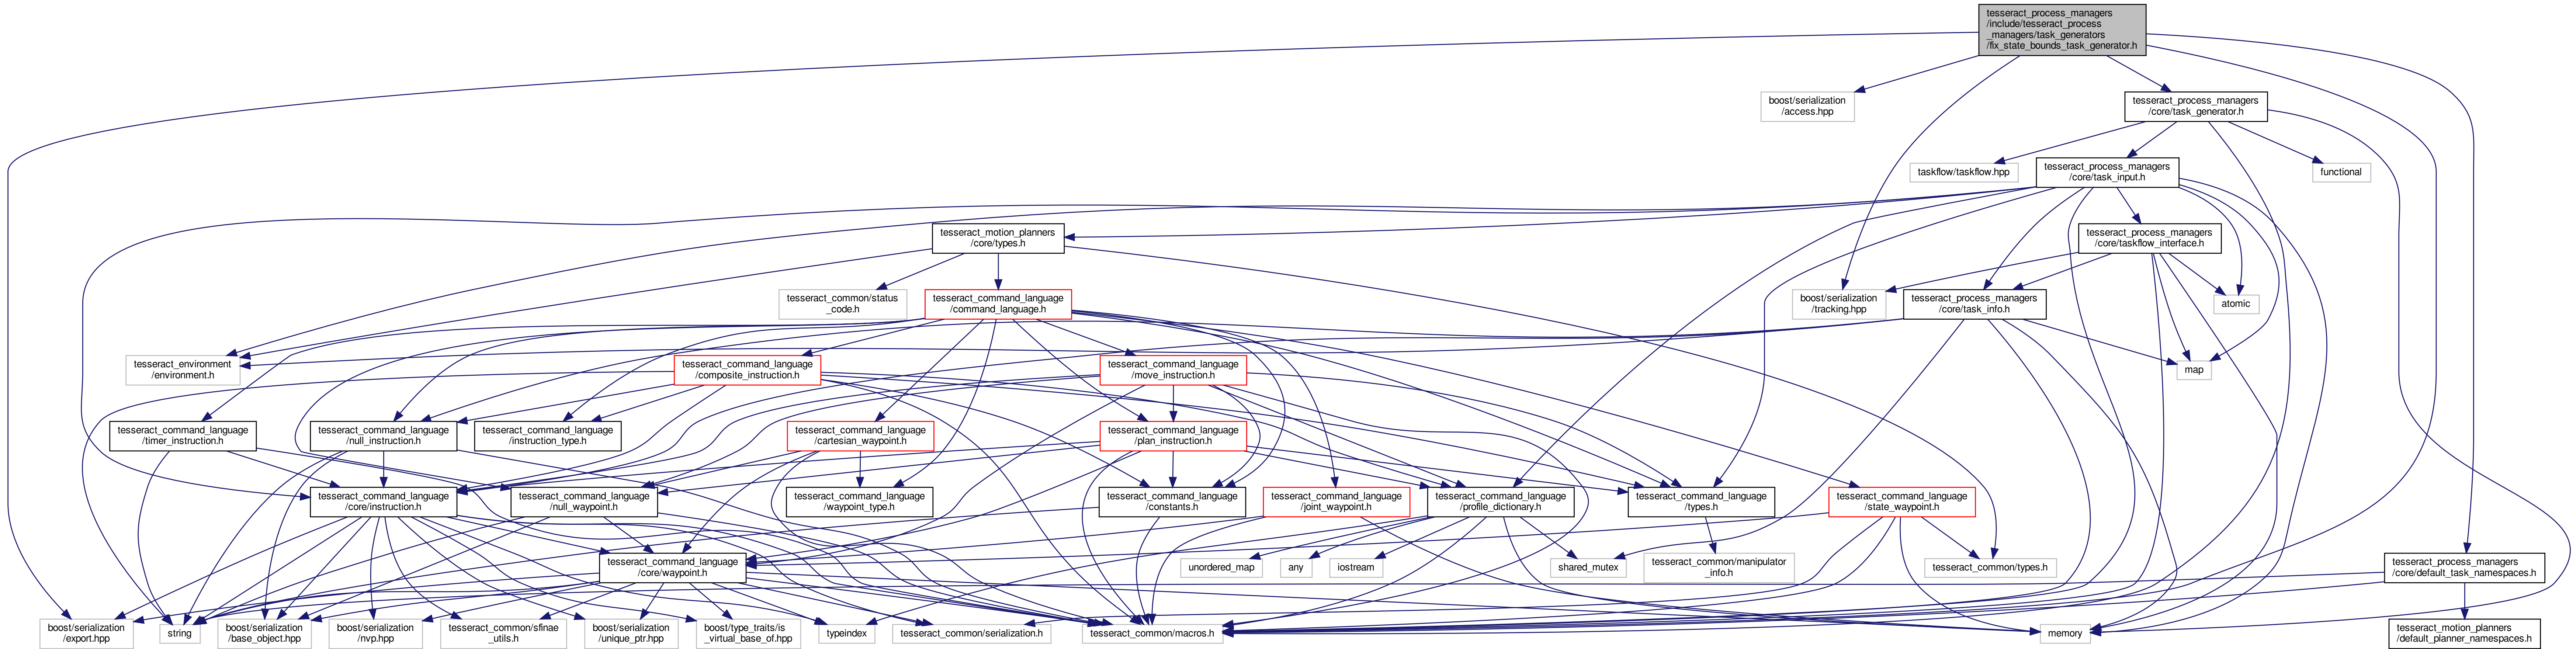 tesseract_process_managers
/include/tesseract_process
_managers/task_generators
/fix_state_bounds_task_generator.h
boost/serialization
/access.hpp
tesseract_process_managers
/core/task_generator.h
taskflow/taskflow.hpp
tesseract_process_managers
/core/task_input.h
functional
tesseract_motion_planners
/core/types.h
tesseract_process_managers
/core/taskflow_interface.h
tesseract_common/status
_code.h
tesseract_command_language
/command_language.h
boost/serialization
/tracking.hpp
tesseract_process_managers
/core/task_info.h
atomic
tesseract_environment
/environment.h
tesseract_command_language
/composite_instruction.h
tesseract_command_language
/move_instruction.h
map
tesseract_command_language
/timer_instruction.h
tesseract_command_language
/null_instruction.h
tesseract_command_language
/instruction_type.h
tesseract_command_language
/cartesian_waypoint.h
tesseract_command_language
/plan_instruction.h
tesseract_command_language
/core/instruction.h
tesseract_command_language
/null_waypoint.h
tesseract_command_language
/waypoint_type.h
tesseract_command_language
/constants.h
tesseract_command_language
/joint_waypoint.h
tesseract_command_language
/profile_dictionary.h
tesseract_command_language
/types.h
tesseract_command_language
/state_waypoint.h
tesseract_command_language
/core/waypoint.h
unordered_map
any
iostream
shared_mutex
tesseract_common/manipulator
_info.h
tesseract_common/types.h
tesseract_process_managers
/core/default_task_namespaces.h
boost/serialization
/export.hpp
string
boost/serialization
/base_object.hpp
boost/serialization
/nvp.hpp
tesseract_common/sfinae
_utils.h
boost/serialization
/unique_ptr.hpp
boost/type_traits/is
_virtual_base_of.hpp
typeindex
tesseract_common/serialization.h
tesseract_common/macros.h
memory
tesseract_motion_planners
/default_planner_namespaces.h